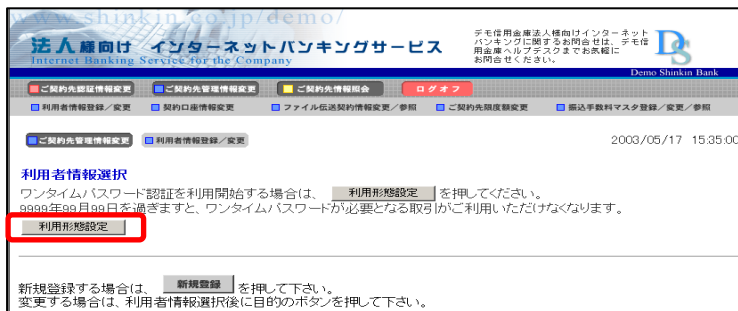 www.shinkin.co.jp/demo/
法人様向け インターネットバンキングサービス
Internet Banking Service for the Company
デモ信用金庫法人様向けインターネット
バンキングに関するお問合せは、デモ信
用金庫ヘルプデスクまでお気軽に
お問合せください。
DS
Demo Shinkin Bank
ご契約先認証情報変更 ご契約先管理情報変更 ご契約先情報照会 ログオフ
利用者情報登録／変更 契約口座情報変更 ファイル伝送契約情報変更／参照 ご契約先限度額変更 振込手数料マスタ登録／変更／参照
ご契約先管理情報変更 利用者情報登録／変更 2003/05/17 15:35:00
利用者情報選択
ワンタイムパスワード認証を利用開始する場合は、 利用形態設定 を押してください。
9999年99月99日を過ぎますと、ワンタイムパスワードが必要となる取引がご利用いただけなくなります。
利用形態設定
新規登録する場合は、 新規登録 を押して下さい。
変更する場合は、利用者情報選択後に目的のボタンを押して下さい。